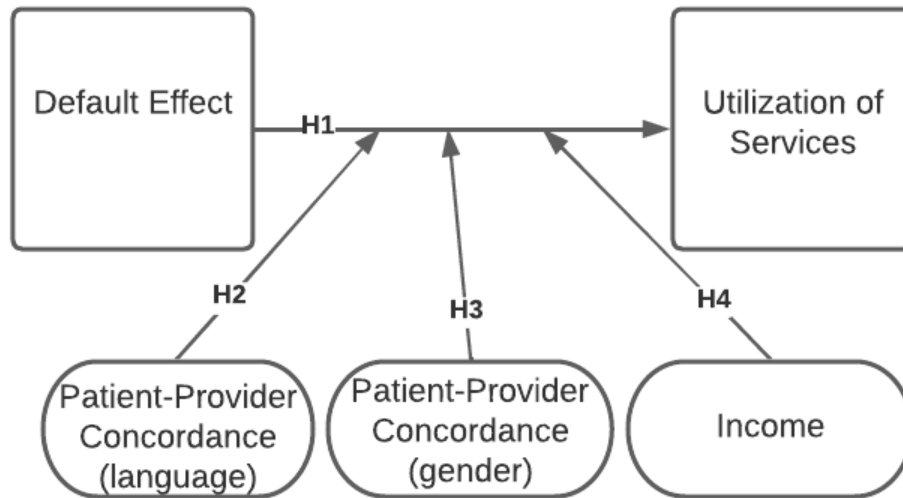 Default Effect
H1
Utilization of
Services
H2
H3
H4
Patient-Provider
Concordance
(language)
Patient-Provider
Concordance
(gender)
Income